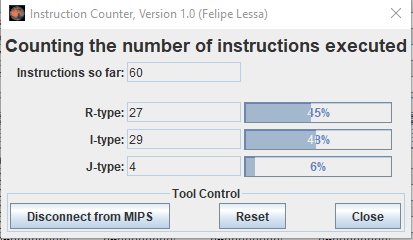 Instruction Counter, Version 1.0 (Felipe Lessa)
Counting the number of instructions executed
Instructions so far: 60
R-type: 27 45%
I-type: 29 48%
J-type: 4 6%
Tool Control
Disconnect from MIPS Reset Close